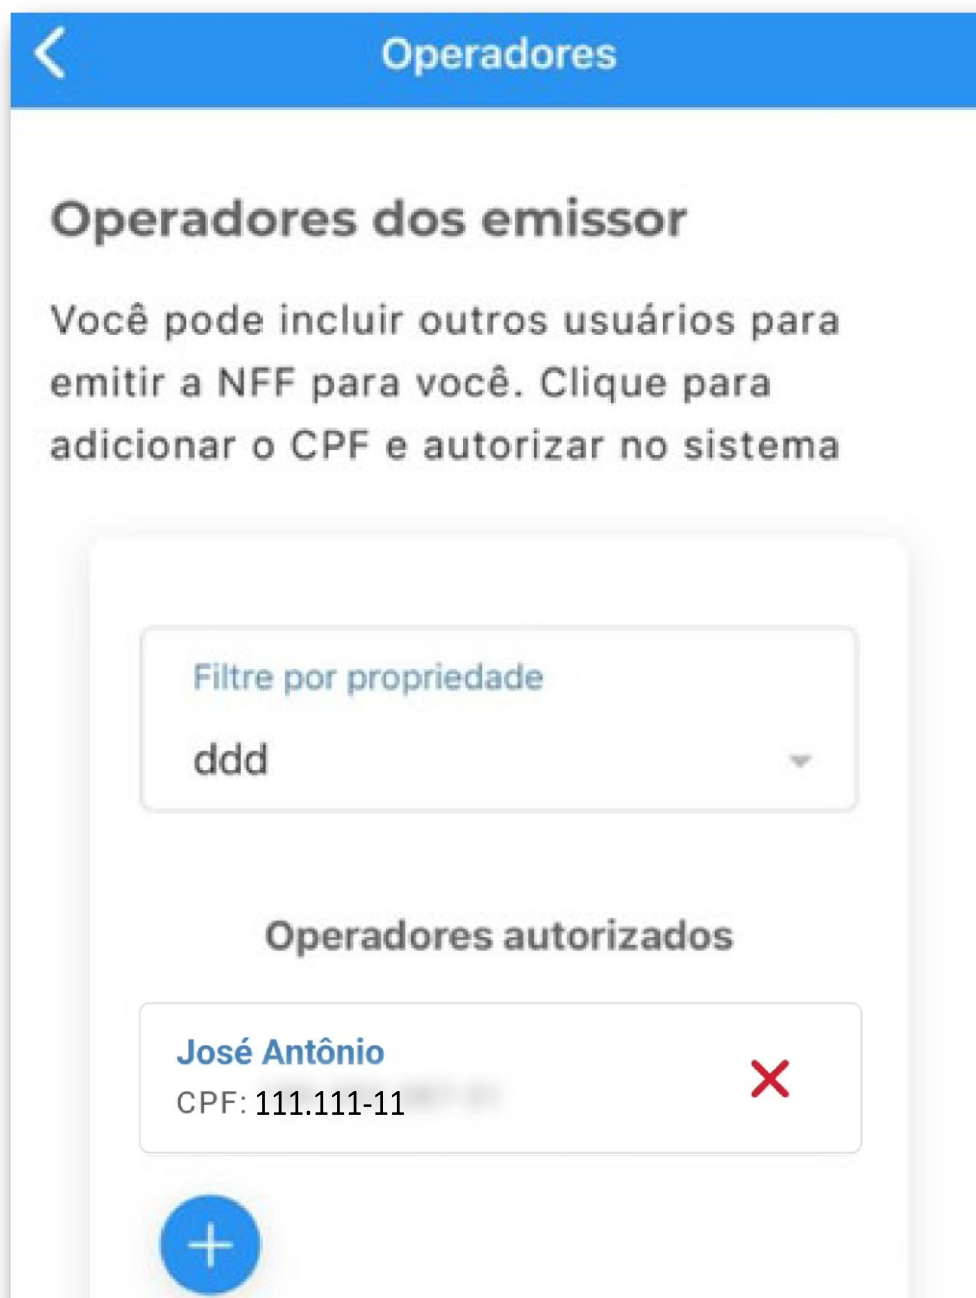 Operadores
Operadores dos emissor
Você pode incluir outros usuários para
emitir a NFF para você. Clique para
adicionar o CPF e autorizar no sistema
Filtre por propriedade
ddd
Operadores autorizados
José Antônio
CPF: 111.111-11